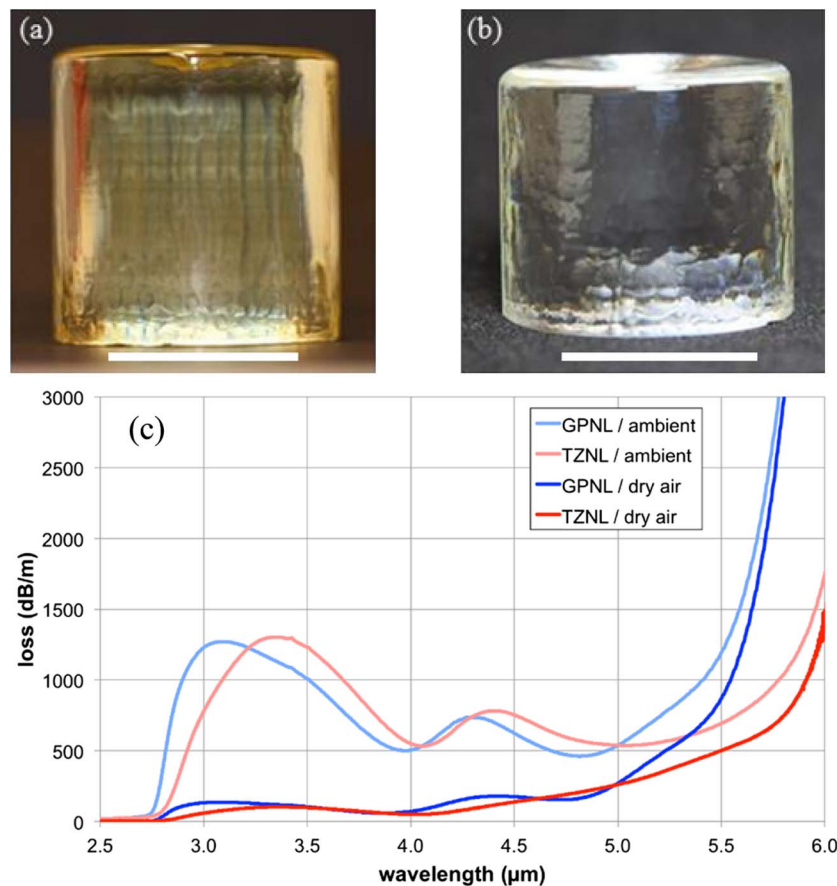 (a)
(b)
(c)
3000
2500
2000
1500
1000
500
0
loss (dB/m)
GPNL / ambient
TZNL / ambient
GPNL / dry air
TZNL / dry air
2.5 3.0 3.5 4.0 4.5 5.0 5.5 6.0
wavelength (µm)